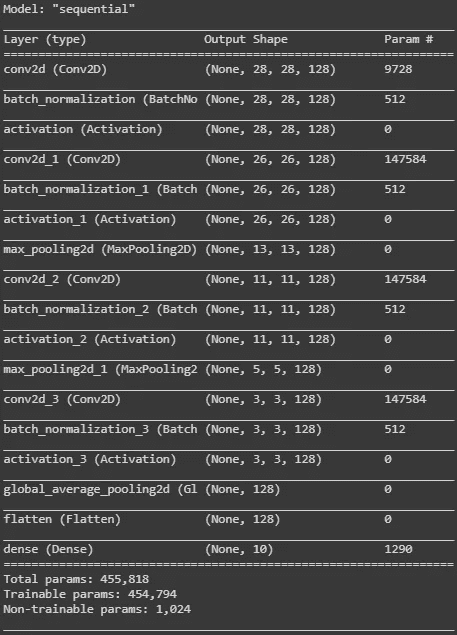 Model: "sequential"
Layer (type) Output Shape Param #
conv2d (Conv2D) (None, 28, 28, 128) 9728
batch_normalization (BatchNo (None, 28, 28, 128) 512
activation (Activation) (None, 28, 28, 128) 0
conv2d_1 (Conv2D) (None, 26, 26, 128) 147584
batch_normalization_1 (Batch (None, 26, 26, 128) 512
activation_1 (Activation) (None, 26, 26, 128) 0
max_pooling2d (MaxPooling2D) (None, 13, 13, 128) 0
conv2d_2 (Conv2D) (None, 11, 11, 128) 147584
batch_normalization_2 (Batch (None, 11, 11, 128) 512
activation_2 (Activation) (None, 11, 11, 128) 0
max_pooling2d_1 (MaxPooling2 (None, 5, 5, 128) 0
conv2d_3 (Conv2D) (None, 3, 3, 128) 147584
batch_normalization_3 (Batch (None, 3, 3, 128) 512
activation_3 (Activation) (None, 3, 3, 128) 0
global_average_pooling2d (Gl (None, 128) 0
flatten (Flatten) (None, 128) 0
dense (Dense) (None, 10) 1290
Total params: 455,818
Trainable params: 454,794
Non-trainable params: 1,024